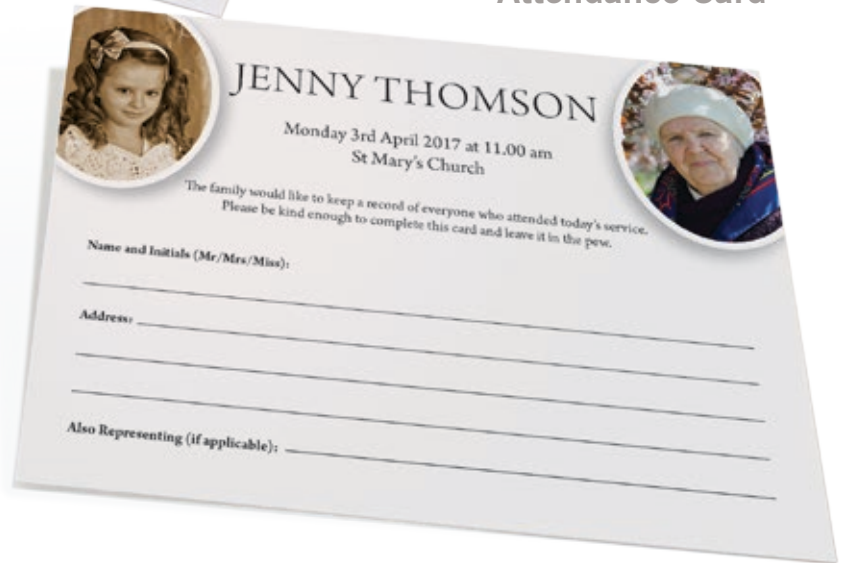 Attendance Card
JENNY THOMSON
Monday 3rd April 2017 at 11.00 am
St Mary's Church
The family would like to keep a record of everyone who attended today's service.
Please be kind enough to complete this card and leave it in the pew.
Name and Initials (Mr/Mrs/Miss):
Address:
Also Representing (if applicable):